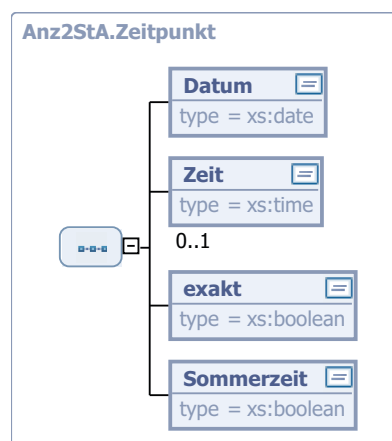 Anz2StA.Zeitpunkt
Datum
type = xs:date
Zeit
type = xs:time
0..1
exakt
type = xs:boolean
Sommerzeit
type = xs:boolean